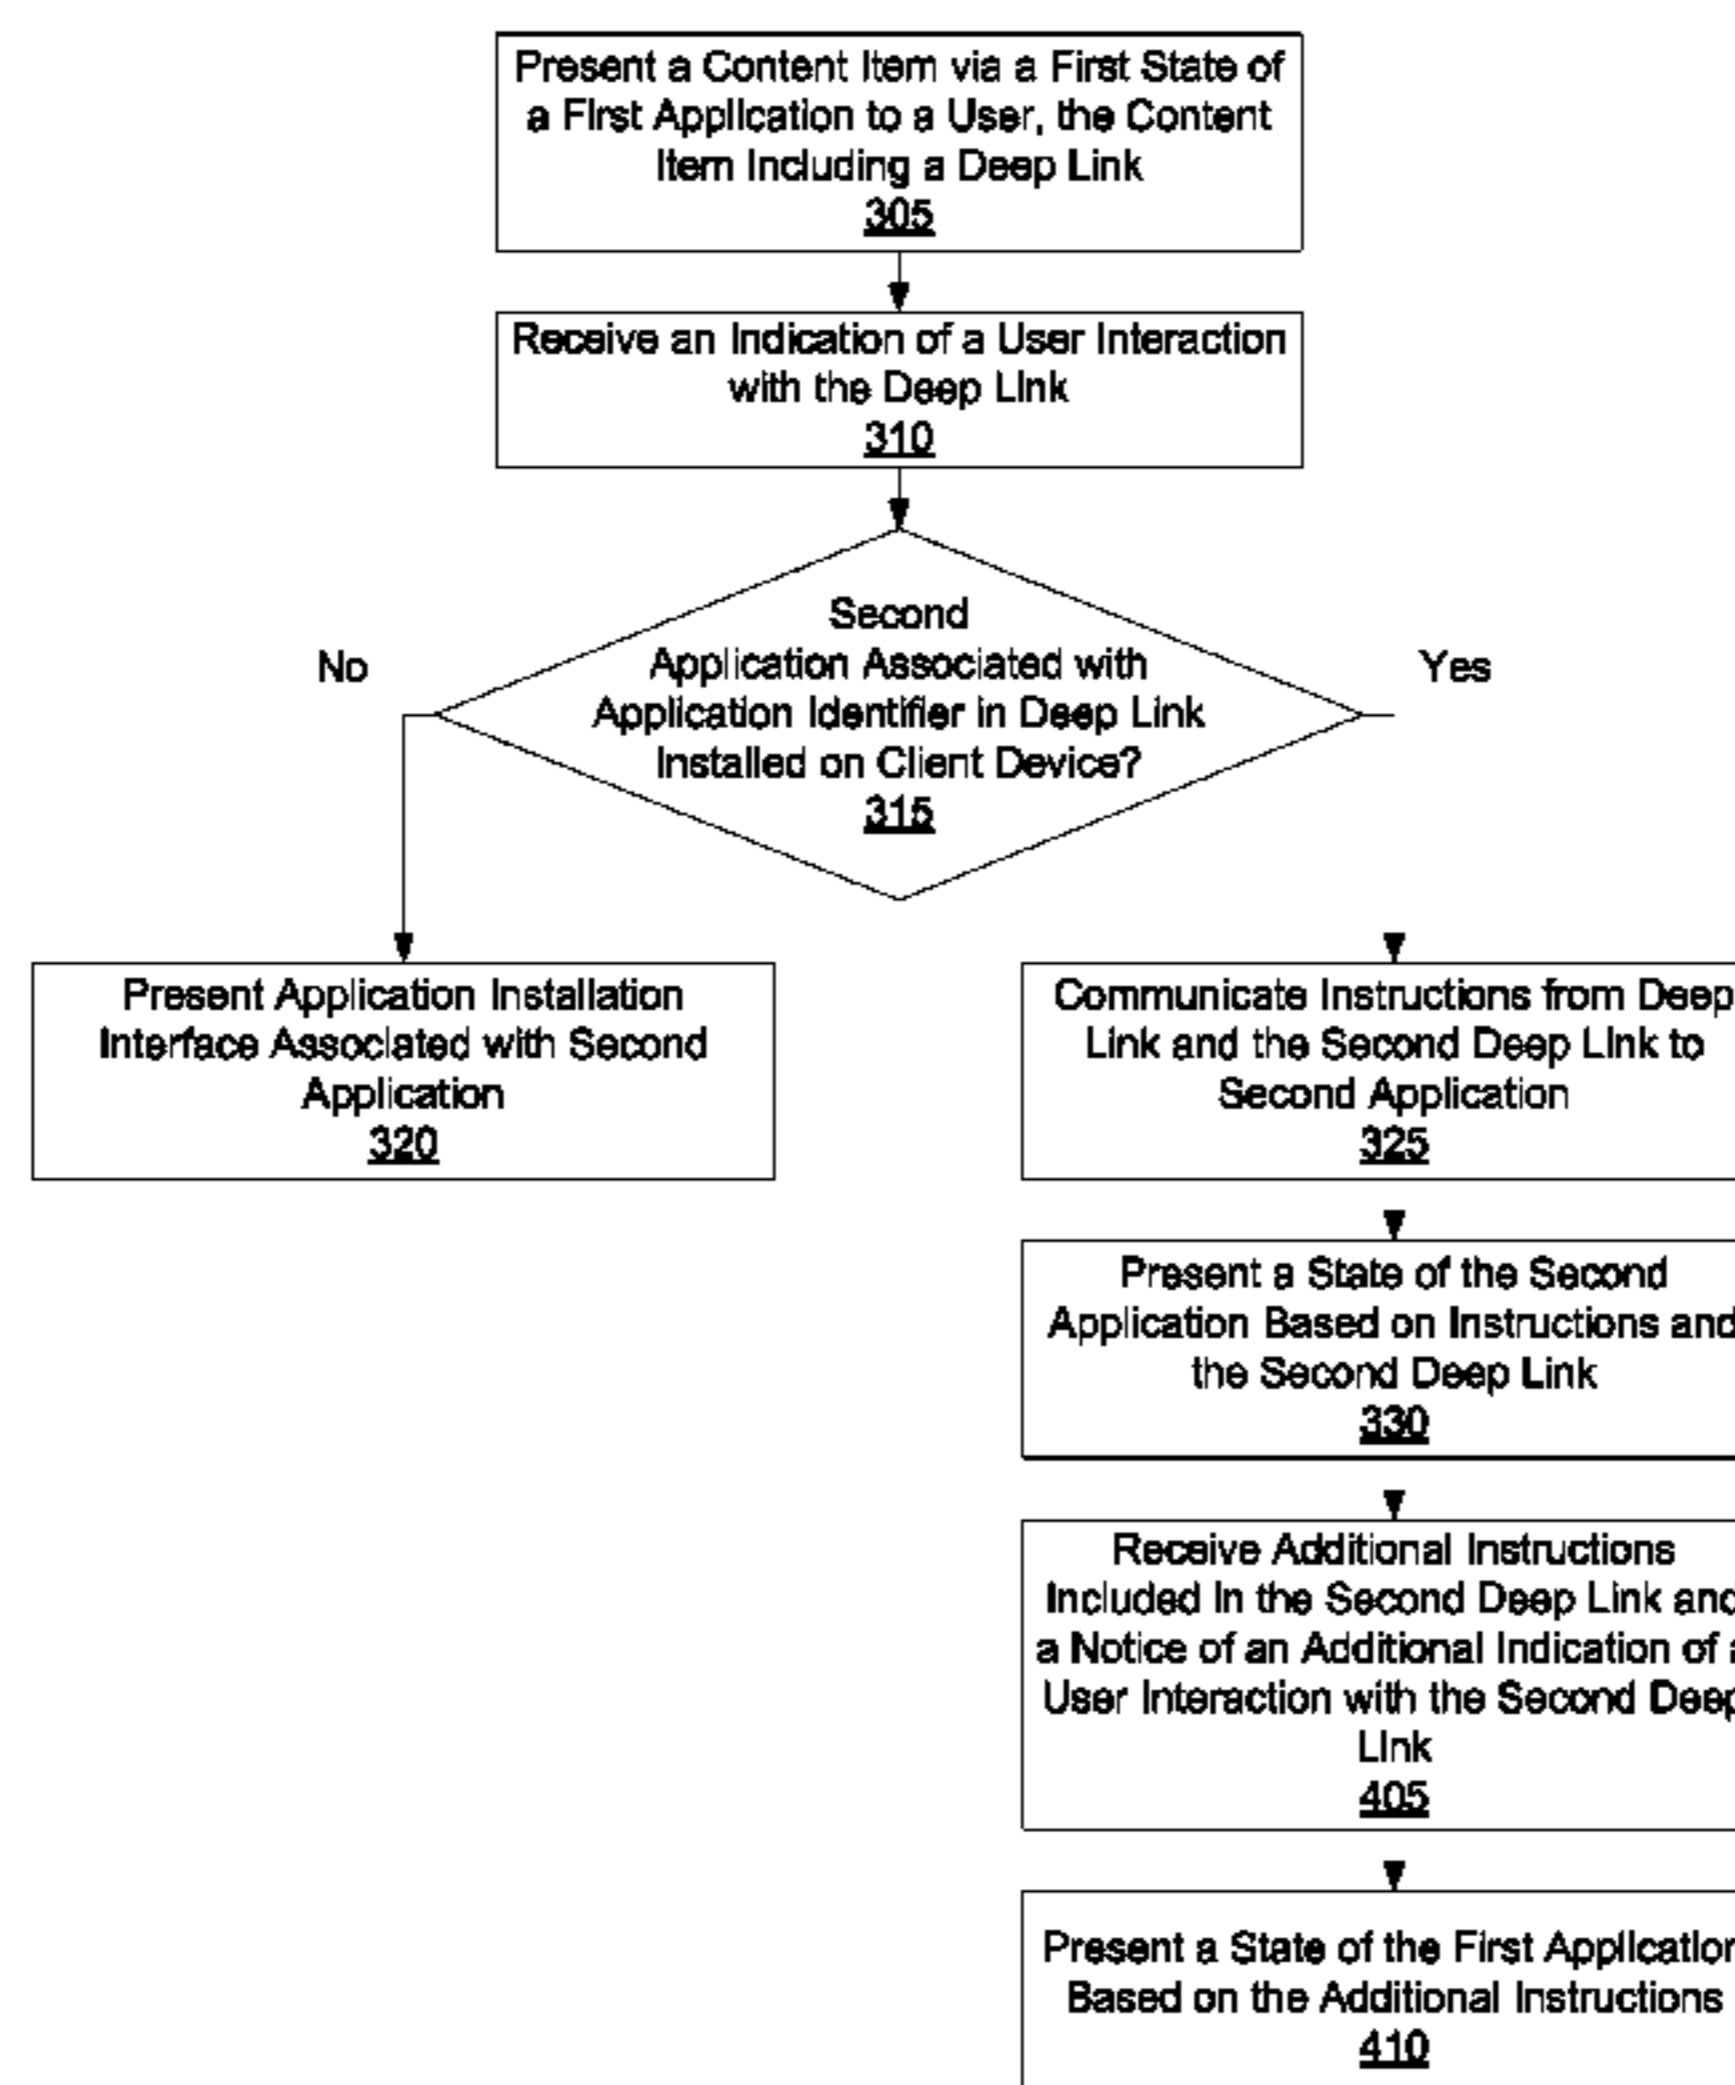 Present a Content Item via a First State of
a First Application to a User, the Content
Item Including a Deep Link
305
Receive an Indication of a User Interaction
with the Deep Link
310
Second
Application Associated with
Application Identifier in Deep Link
Installed on Client Device?
315
No
Yes
Present Application Installation
Interface Associated with Second
Application
320
Communicate Instructions from Deep
Link and the Second Deep Link to
Second Application
325
Present a State of the Second
Application Based on Instructions and
the Second Deep Link
330
Receive Additional Instructions
Included in the Second Deep Link and
a Notice of an Additional Indication of a
User Interaction with the Second Deep
Link
405
Present a State of the First Application
Based on the Additional Instructions
410